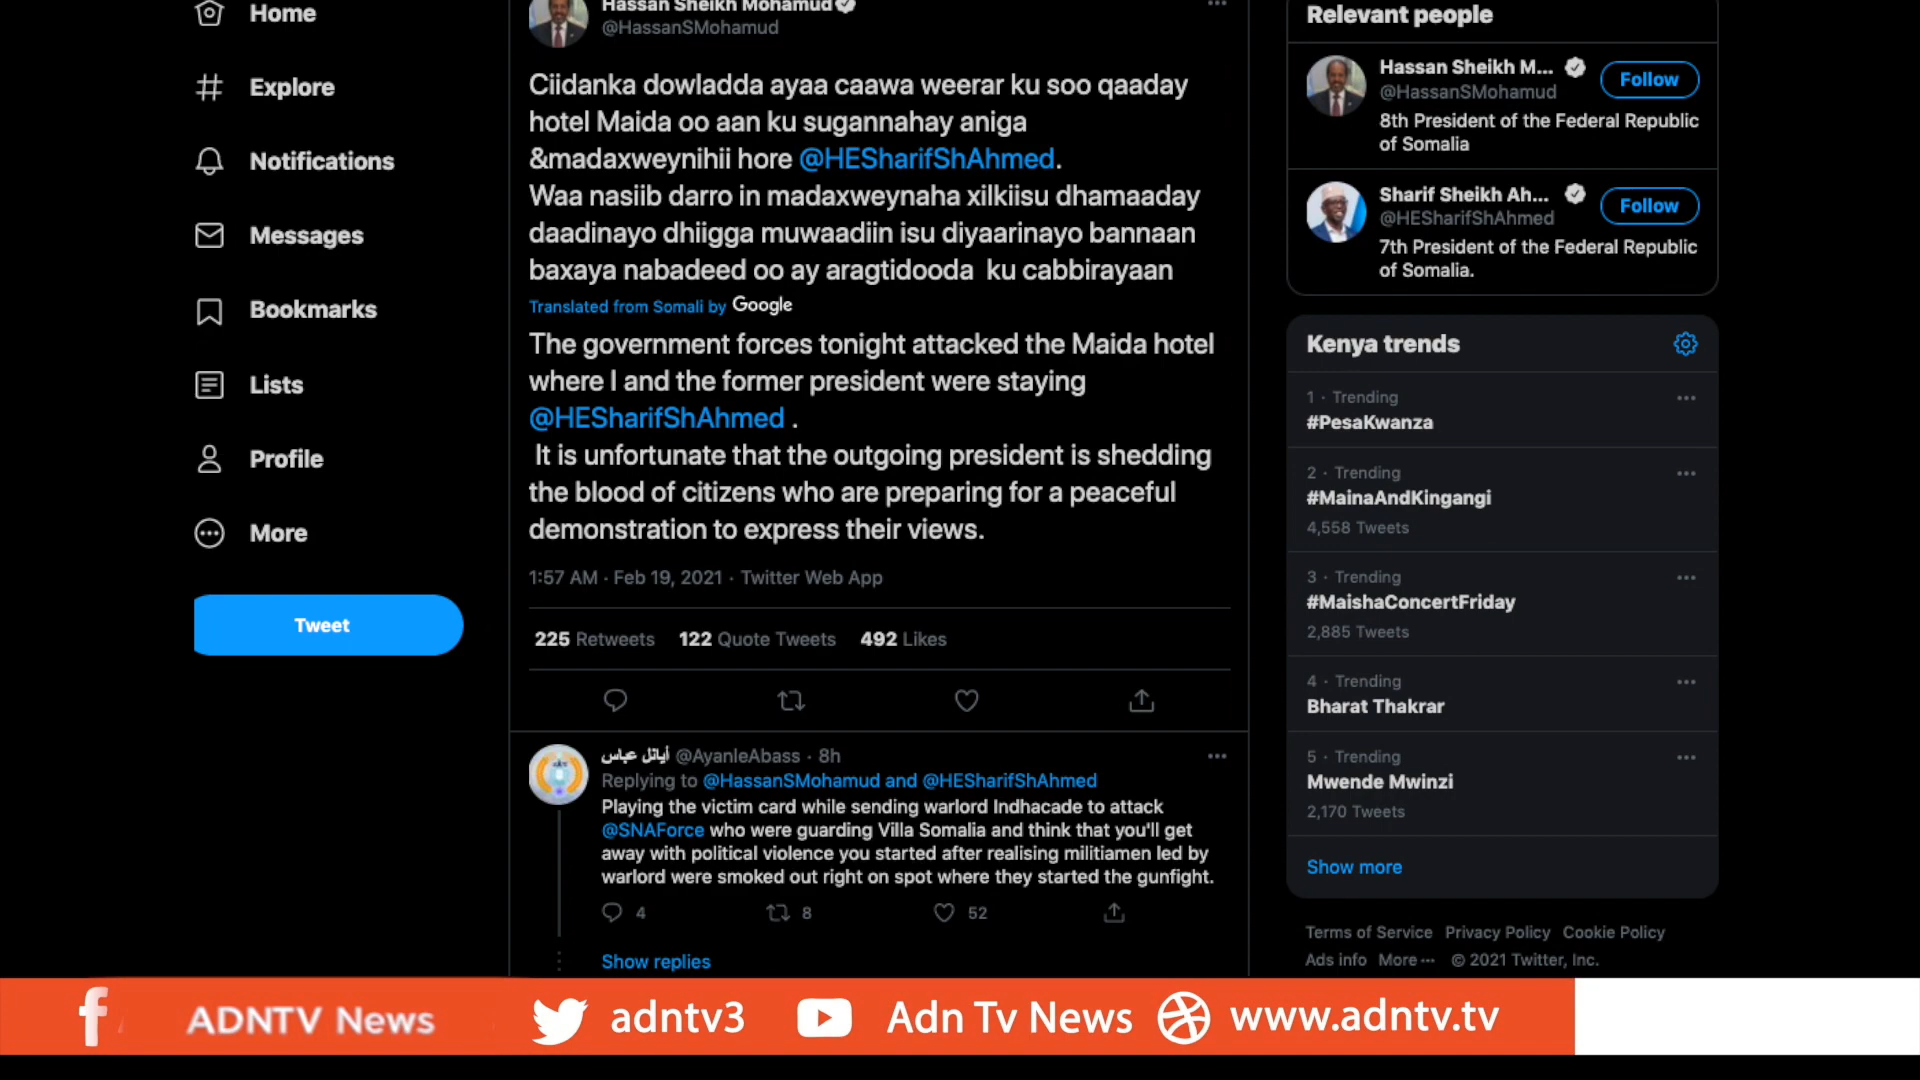 Home
Explore
Notifications
Messages
Bookmarks
Lists
Profile
More
Tweet
Hassan Sheikh Mohamud
@HassanSMohamud
Ciidanka dowladda ayaa caawa weerar ku soo qaaday
hotel Maida oo aan ku sugannahay aniga
&madaxweynihii hore @HESharifShAhmed.
Waa nasiib darro in madaxweynaha xilkiisu dhamaaday
daadinayo dhiigga muwaadiin isu diyaarinayo bannaan
baxaya nabadeed oo ay aragtidooda ku cabbirayaan
Translated from Somali by Google
The government forces tonight attacked the Maida hotel
where I and the former president were staying
@HESharifShAhmed .
It is unfortunate that the outgoing president is shedding
the blood of citizens who are preparing for a peaceful
demonstration to express their views.
1:57 AM · Feb 19, 2021 · Twitter Web App
225 Retweets 122 Quote Tweets 492 Likes
أيانل عباس @AyanleAbass · 8h
Replying to @HassanSMohamud and @HESharifShAhmed
Playing the victim card while sending warlord Indhacade to attack
@SNAForce who were guarding Villa Somalia and think that you'll get
away with political violence you started after realising militiamen led by
warlord were smoked out right on spot where they started the gunfight.
4 8 52
Show replies
Relevant people
Hassan Sheikh M...
Follow
@HassanSMohamud
8th President of the Federal Republic
of Somalia
Sharif Sheikh Ah...
Follow
@HESharifShAhmed
7th President of the Federal Republic
of Somalia.
Kenya trends
1 · Trending
#PesaKwanza
2 · Trending
#MainaAndKingangi
4,558 Tweets
3 · Trending
#MaishaConcertFriday
2,885 Tweets
4 · Trending
Bharat Thakrar
5 · Trending
Mwende Mwinzi
2,170 Tweets
Show more
Terms of Service Privacy Policy Cookie Policy
Ads info More ··· © 2021 Twitter, Inc.
ADNTV News adntv3 Adn Tv News www.adntv.tv